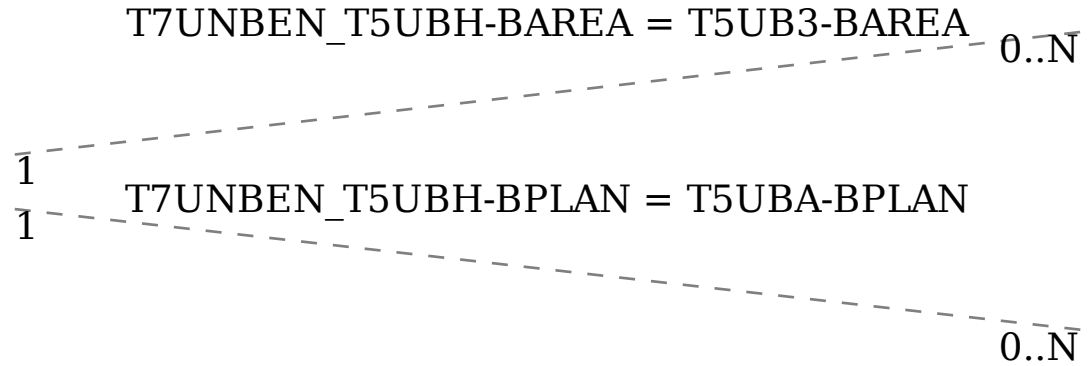 T7UNBEN_T5UBH-BAREA = T5UB3-BAREA
0..N
1
T7UNBEN_T5UBH-BPLAN = T5UBA-BPLAN
1
0..N